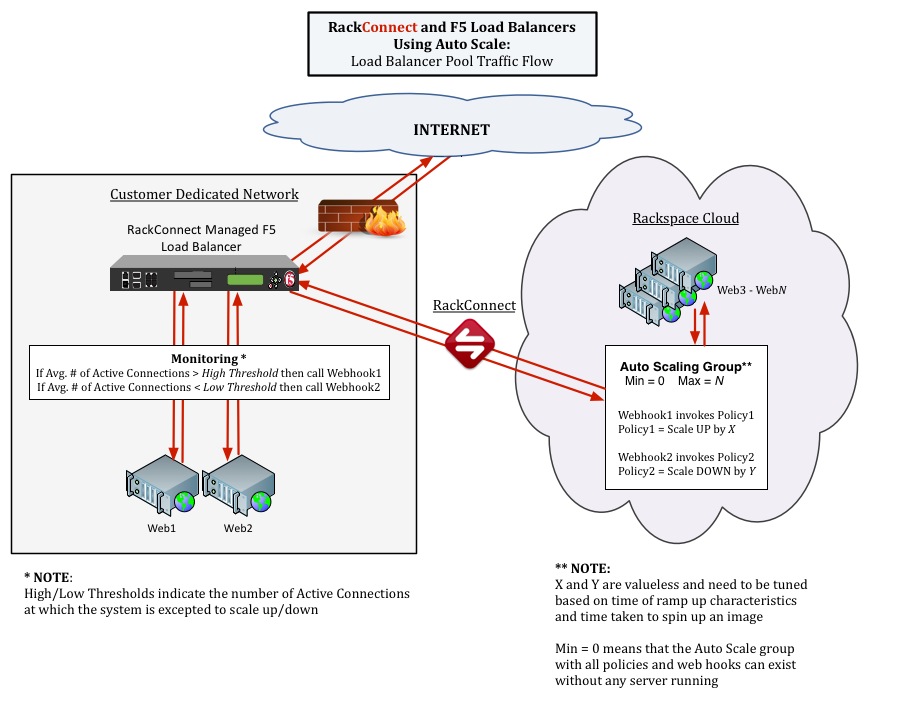 RackConnect and F5 Load Balancers
Using Auto Scale:
Load Balancer Pool Traffic Flow
INTERNET
Customer Dedicated Network
RackConnect Managed F5
Load Balancer
f5
Monitoring *
If Avg. # of Active Connections > High Threshold then call Webhook1
If Avg. # of Active Connections < Low Threshold then call Webhook2
Web1
Web2
RackConnect
Rackspace Cloud
Web3 - WebN
Auto Scaling Group**
Min = 0 Max = N
Webhook1 invokes Policy1
Policy1 = Scale UP by X
Webhook2 invokes Policy2
Policy2 = Scale DOWN by Y
* NOTE:
High/Low Thresholds indicate the number of Active Connections
at which the system is excepted to scale up/down
** NOTE:
X and Y are valueless and need to be tuned
based on time of ramp up characteristics
and time taken to spin up an image
Min = 0 means that the Auto Scale group
with all policies and web hooks can exist
without any server running